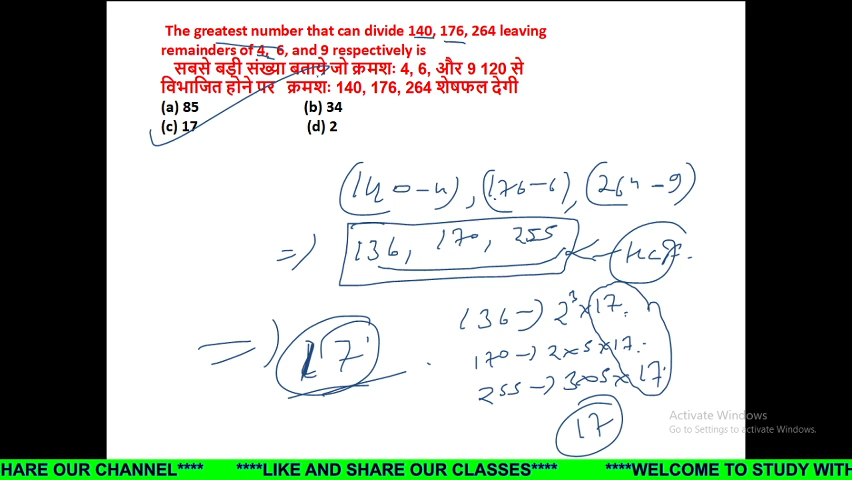 The greatest number that can divide 140, 176, 264 leaving
remainders of 4, 6, and 9 respectively is
सबसे बड़ी संख्या बताये जो क्रमशः 4, 6, और 9 120 से
विभाजित होने पर क्रमशः 140, 176, 264 शेषफल देगी
(a) 85 (b) 34
(c) 17 (d) 2
(140-4), (176-6), (264-9)
=) 136, 170, 255 HCF.
136 -) 2³×17.
170 -) 2×5×17.
=) 17
255 -) 3×5×17
17
Activate Windows
Go to Settings to activate Windows.
HARE OUR CHANNEL**** ****LIKE AND SHARE OUR CLASSES**** ****WELCOME TO STUDY WITH